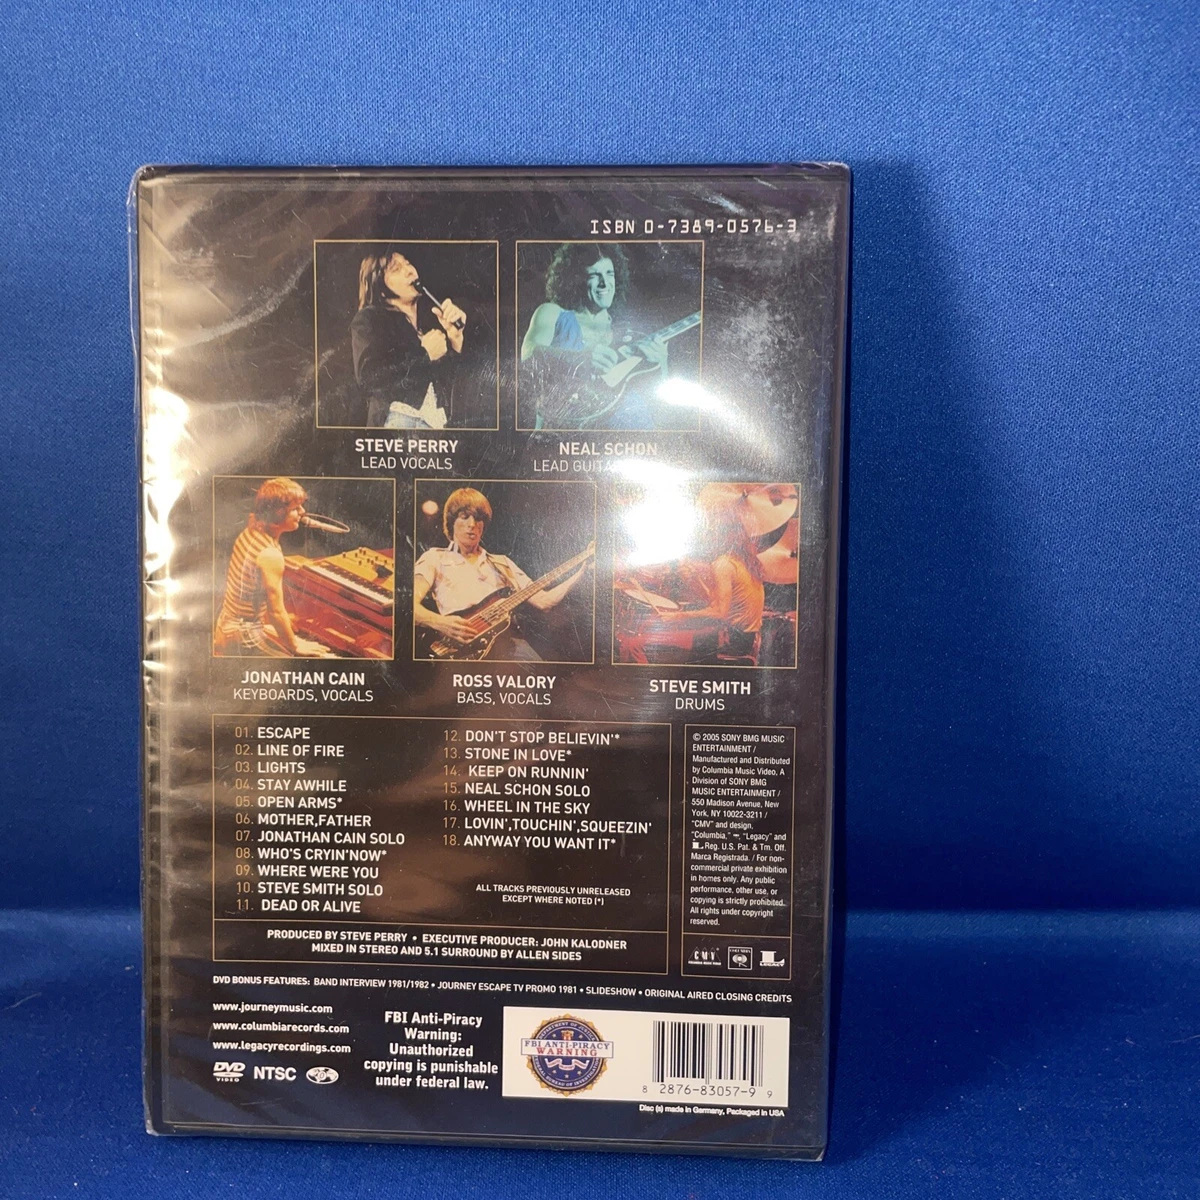 ISBN 0-7389-0576-3
STEVE PERRY
LEAD VOCALS
NEAL SCHON
LEAD
JONATHAN CAIN
KEYBOARDS, VOCALS
ROSS VALORY
BASS, VOCALS
STEVE SMITH
DRUMS
01. ESCAPE
02. LINE OF FIRE
03. LIGHTS
04. STAY AWHILE
05. OPEN ARMS*
06. MOTHER,FATHER
07. JONATHAN CAIN SOLO
08. WHO'S CRYIN'NOW*
09. WHERE WERE YOU
10. STEVE SMITH SOLO
11. DEAD OR ALIVE
12. DON'T STOP BELIEVIN'*
13. STONE IN LOVE*
14. KEEP ON RUNNIN'
15. NEAL SCHON SOLO
16. WHEEL IN THE SKY
17. LOVIN',TOUCHIN',SQUEEZIN'
18. ANYWAY YOU WANT IT*
ALL TRACKS PREVIOUSLY UNRELEASED
EXCEPT WHERE NOTED (*)
PRODUCED BY STEVE PERRY • EXECUTIVE PRODUCER: JOHN KALODNER
MIXED IN STEREO AND 5.1 SURROUND BY ALLEN SIDES
© 2005 SONY BMG MUSIC
ENTERTAINMENT /
Manufactured and Distributed
by Columbia Music Video, A
Division of SONY BMG
MUSIC ENTERTAINMENT /
550 Madison Avenue, New
York, NY 10022-3211 /
"CMV" and design,
"Columbia," "Legacy" and
Reg. U.S. Pat. & Tm. Off.
Marca Registrada. / For non-
commercial private exhibition
in homes only. Any public
performance, other use, or
copying is strictly prohibited.
All rights under copyright
reserved.
CMV
LEGACY
DVD BONUS FEATURES: BAND INTERVIEW 1981/1982 • JOURNEY ESCAPE TV PROMO 1981 • SLIDESHOW • ORIGINAL AIRED CLOSING CREDITS
www.journeymusic.com
www.columbiarecords.com
www.legacyrecordings.com
DVD
VIDEO
NTSC
FBI Anti-Piracy
Warning:
Unauthorized
copying is punishable
under federal law.
FBI ANTI-PIRACY
WARNING
8 2876-83057-9 9
Disc (s) made in Germany, Packaged in USA